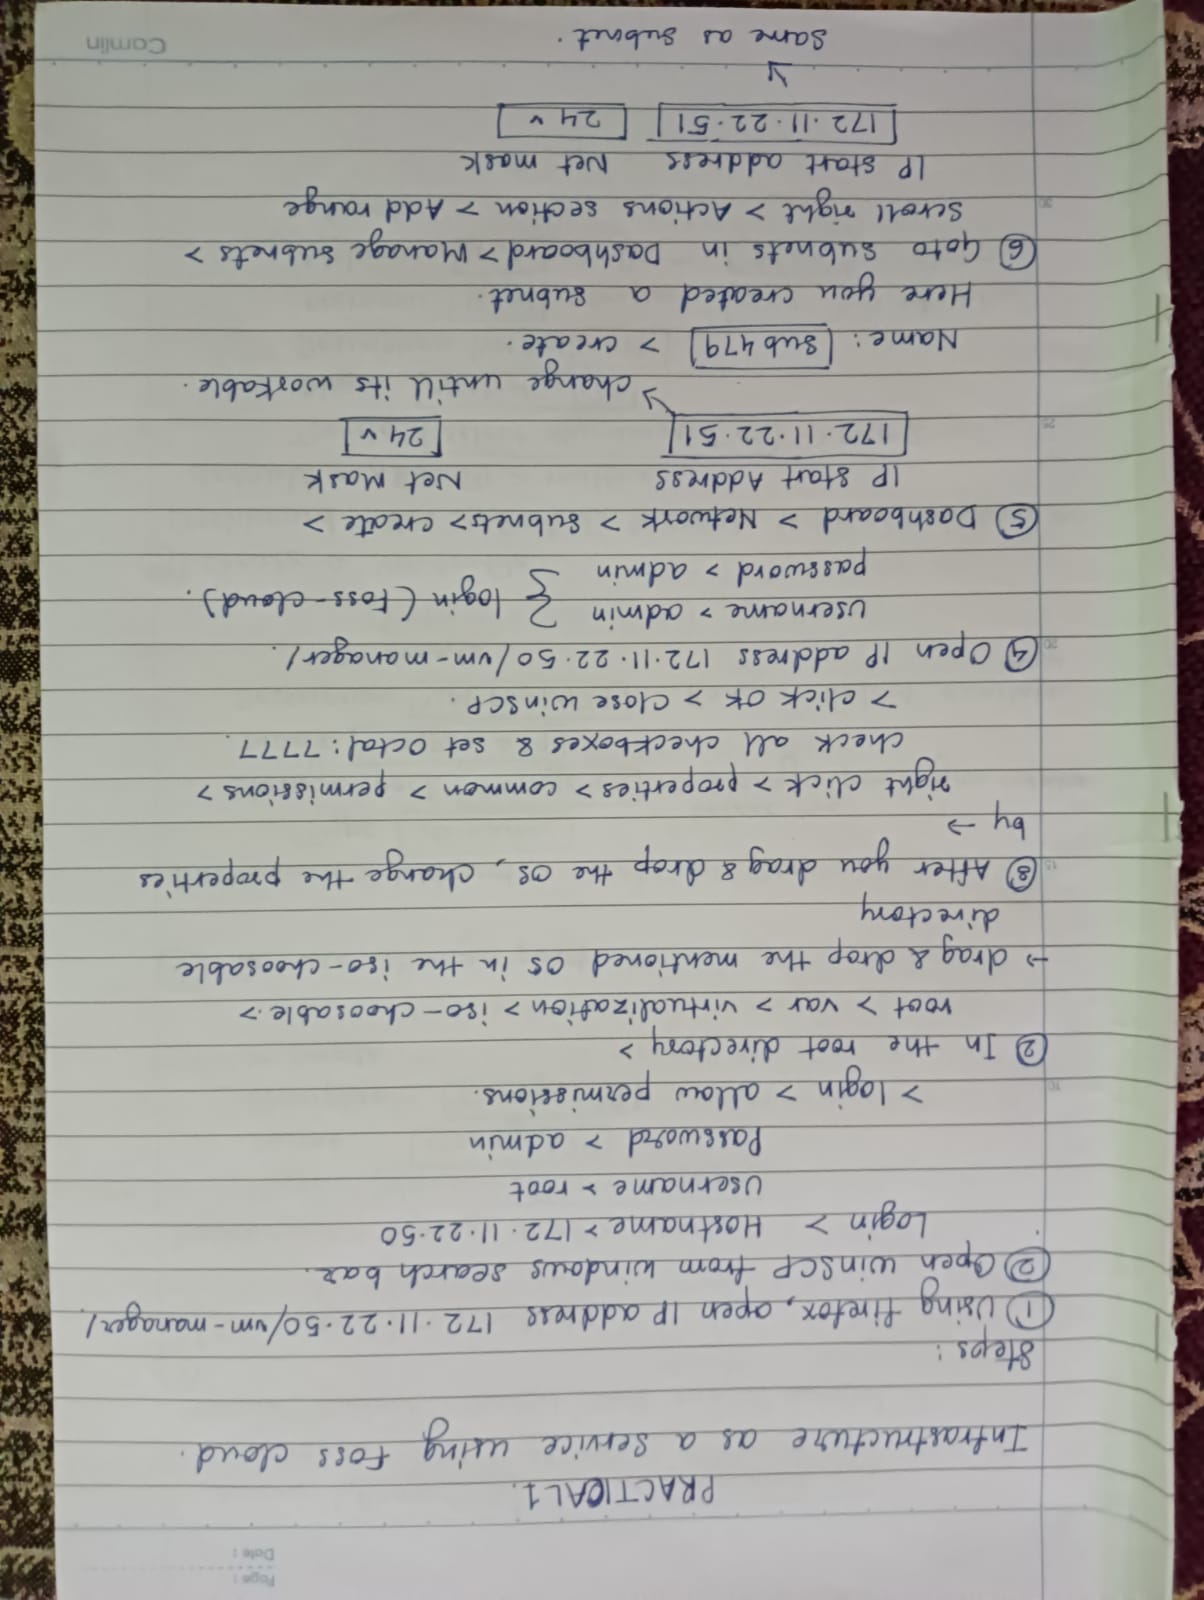 Page :
Date :
PRACTICAL 1.
Infrastructure as a service using Foss cloud.
Steps :
① Using firefox, open IP address 172.11.22.50/vm-manager/.
② Open winSCP from windows search bar.
Login > Hostname > 172.11.22.50
Username > root
Password > admin
> login > allow permissions.
② In the root directory >
root > var > virtualization > iso-choosable >
→ drag & drop the mentioned OS in the iso-choosable
directory
③ After you drag & drop the OS, change the properties
by →
right click > properties > common > permissions >
check all checkboxes & set Octal: 7777
> click OK > close winSCP.
④ Open IP address 172.11.22.50/vm-manager/.
username > admin } login (Foss-cloud).
password > admin
⑤ Dashboard > Network > Subnets > create >
IP Start Address Net Mask
172.11.22.51 24 v
↳ change untill its workable.
Name: Sub479 > create.
Here you created a subnet.
⑥ Goto Subnets in Dashboard > Manage Subnets >
scroll right > Actions section > Add range
IP start address Net mask
172.11.22.51 24 v
↓
Same as subnet.
Camlin
10
15
20
25
30